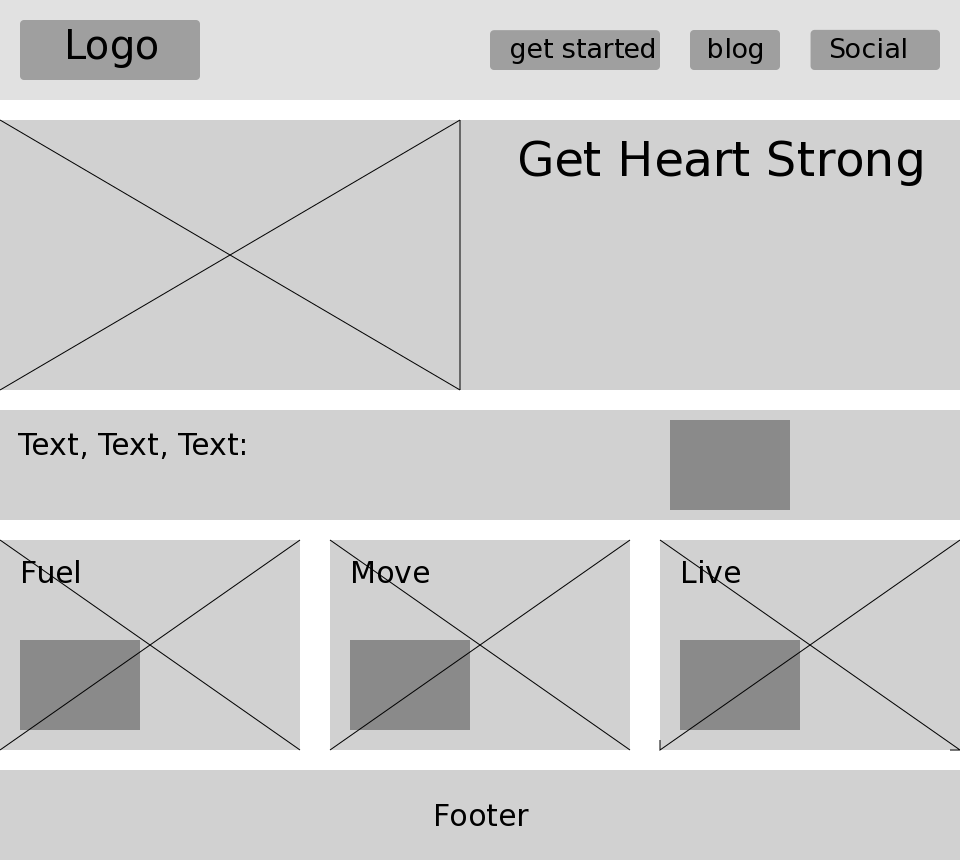 Logo
get started
blog
Social
Get Heart Strong
Text, Text, Text:
Fuel
Move
Live
Footer